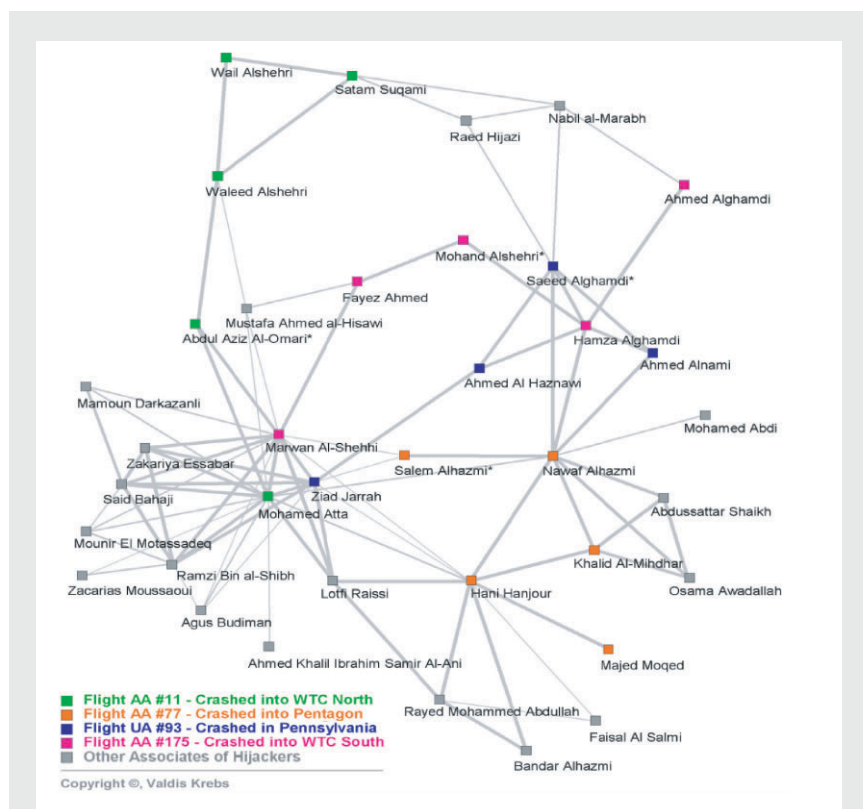 Wail Alshehri
Satam Suqami
Nabil al-Marabh
Raed Hijazi
Waleed Alshehri
Ahmed Alghamdi
Mohand Alshehri*
Saeed Alghamdi*
Fayez Ahmed
Mustafa Ahmed al-Hisawi
Abdul Aziz Al-Omari*
Hamza Alghamdi
Ahmed Alnami
Ahmed Al Haznawi
Mamoun Darkazanli
Mohamed Abdi
Marwan Al-Shehhi
Zakariya Essabar
Salem Alhazmi*
Nawaf Alhazmi
Said Bahaji
Ziad Jarrah
Mohamed Atta
Abdussattar Shaikh
Mounir El Motassadeq
Khalid Al-Mihdhar
Ramzi Bin al-Shibh
Zacarias Moussaoui
Lotfi Raissi
Hani Hanjour
Osama Awadallah
Agus Budiman
Ahmed Khalil Ibrahim Samir Al-Ani
Majed Moqed
Rayed Mohammed Abdullah
Faisal Al Salmi
Bandar Alhazmi
Flight AA #11 - Crashed into WTC North
Flight AA #77 - Crashed into Pentagon
Flight UA #93 - Crashed in Pennsylvania
Flight AA #175 - Crashed into WTC South
Other Associates of Hijackers
Copyright ©, Valdis Krebs